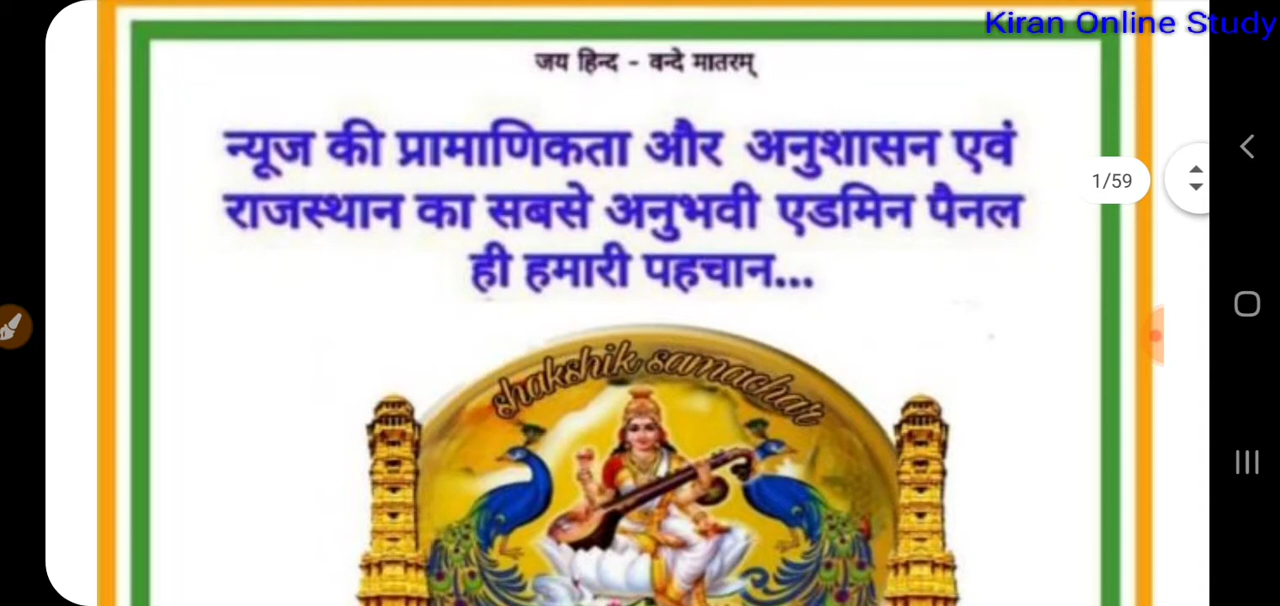 Kiran Online Study
जय हिन्द - वन्दे मातरम्
न्यूज की प्रामाणिकता और अनुशासन एवं
राजस्थान का सबसे अनुभवी एडमिन पैनल
ही हमारी पहचान...
1/59
shakshik samachar